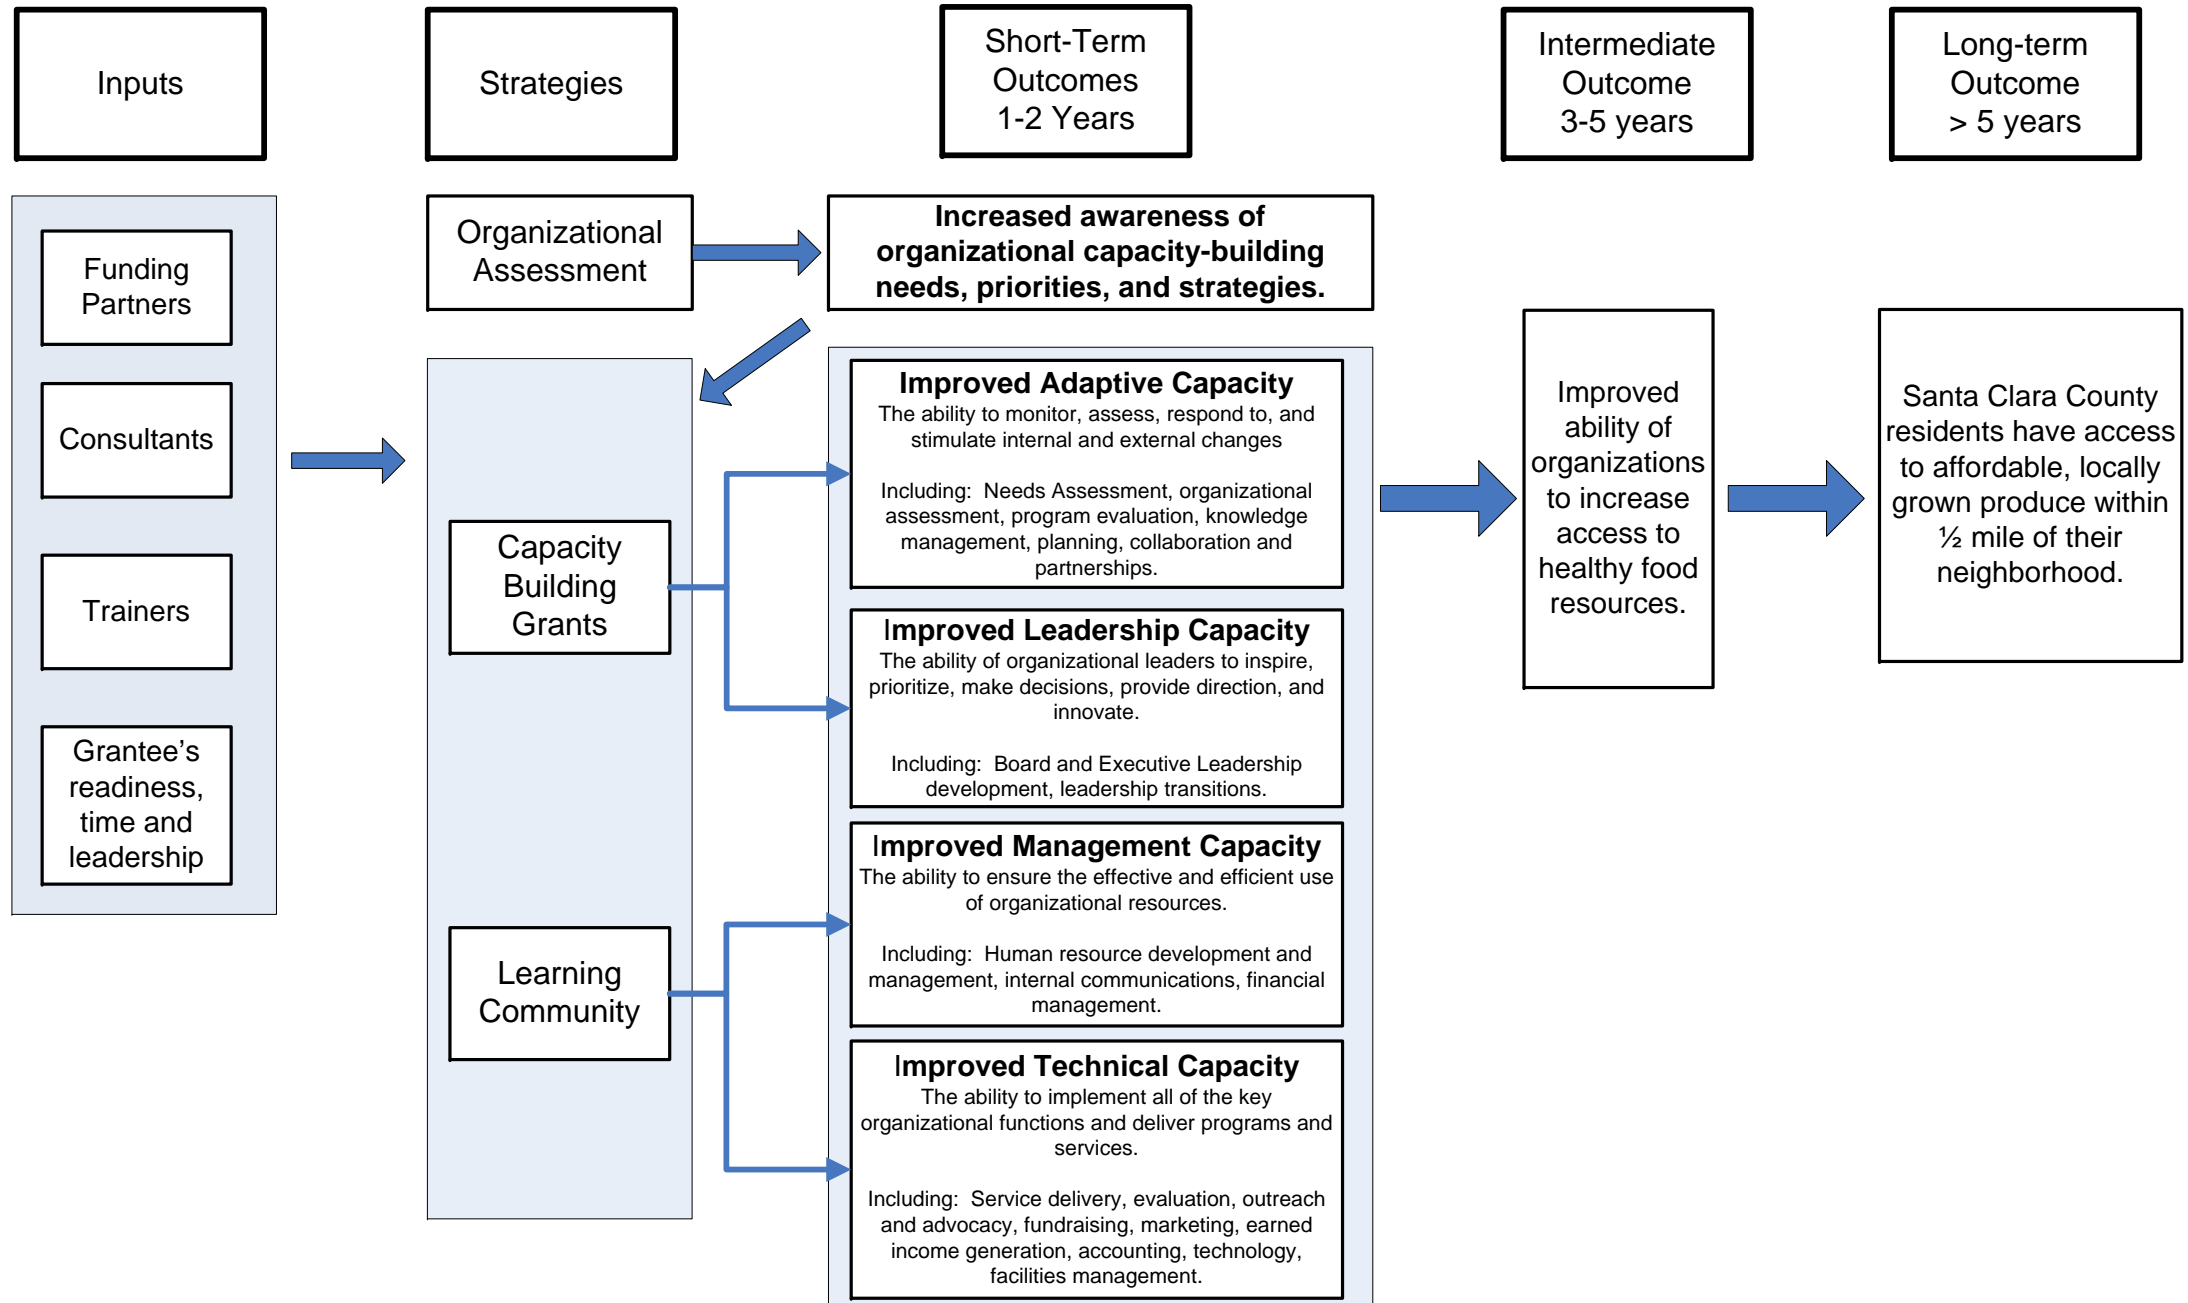 Inputs
Strategies
Short-Term
Outcomes
1-2 Years
Intermediate
Outcome
3-5 years
Long-term
Outcome
> 5 years
Funding
Partners
Consultants
Trainers
Grantee’s
readiness,
time and
leadership
Organizational
Assessment
Capacity
Building
Grants
Learning
Community
Increased awareness of
organizational capacity-building
needs, priorities, and strategies.
Improved Adaptive Capacity
The ability to monitor, assess, respond to, and
stimulate internal and external changes
Including:  Needs Assessment, organizational
assessment, program evaluation, knowledge
management, planning, collaboration and
partnerships.
Improved Leadership Capacity
The ability of organizational leaders to inspire,
prioritize, make decisions, provide direction, and
innovate.
Including:  Board and Executive Leadership
development, leadership transitions.
Improved Management Capacity
The ability to ensure the effective and efficient use
of organizational resources.
Including:  Human resource development and
management, internal communications, financial
management.
Improved Technical Capacity
The ability to implement all of the key
organizational functions and deliver programs and
services.
Including:  Service delivery, evaluation, outreach
and advocacy, fundraising, marketing, earned
income generation, accounting, technology,
facilities management.
Improved
ability of
organizations
to increase
access to
healthy food
resources.
Santa Clara County
residents have access
to affordable, locally
grown produce within
½ mile of their
neighborhood.